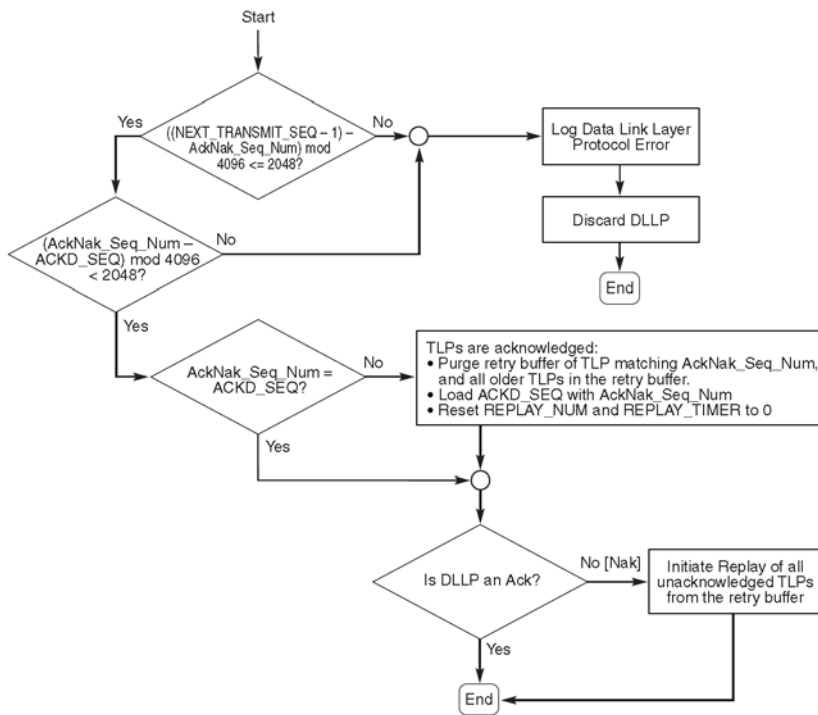 Start
Yes
((NEXT_TRANSMIT_SEQ – 1) –
AckNak_Seq_Num) mod
4096 <= 2048?
No
Log Data Link Layer
Protocol Error
Discard DLLP
End
(AckNak_Seq_Num –
ACKD_SEQ) mod 4096
< 2048?
No
Yes
AckNak_Seq_Num =
ACKD_SEQ?
No
Yes
TLPs are acknowledged:
• Purge retry buffer of TLP matching AckNak_Seq_Num,
and all older TLPs in the retry buffer.
• Load ACKD_SEQ with AckNak_Seq_Num
• Reset REPLAY_NUM and REPLAY_TIMER to 0
Is DLLP an Ack?
No [Nak]
Initiate Replay of all
unacknowledged TLPs
from the retry buffer
Yes
End